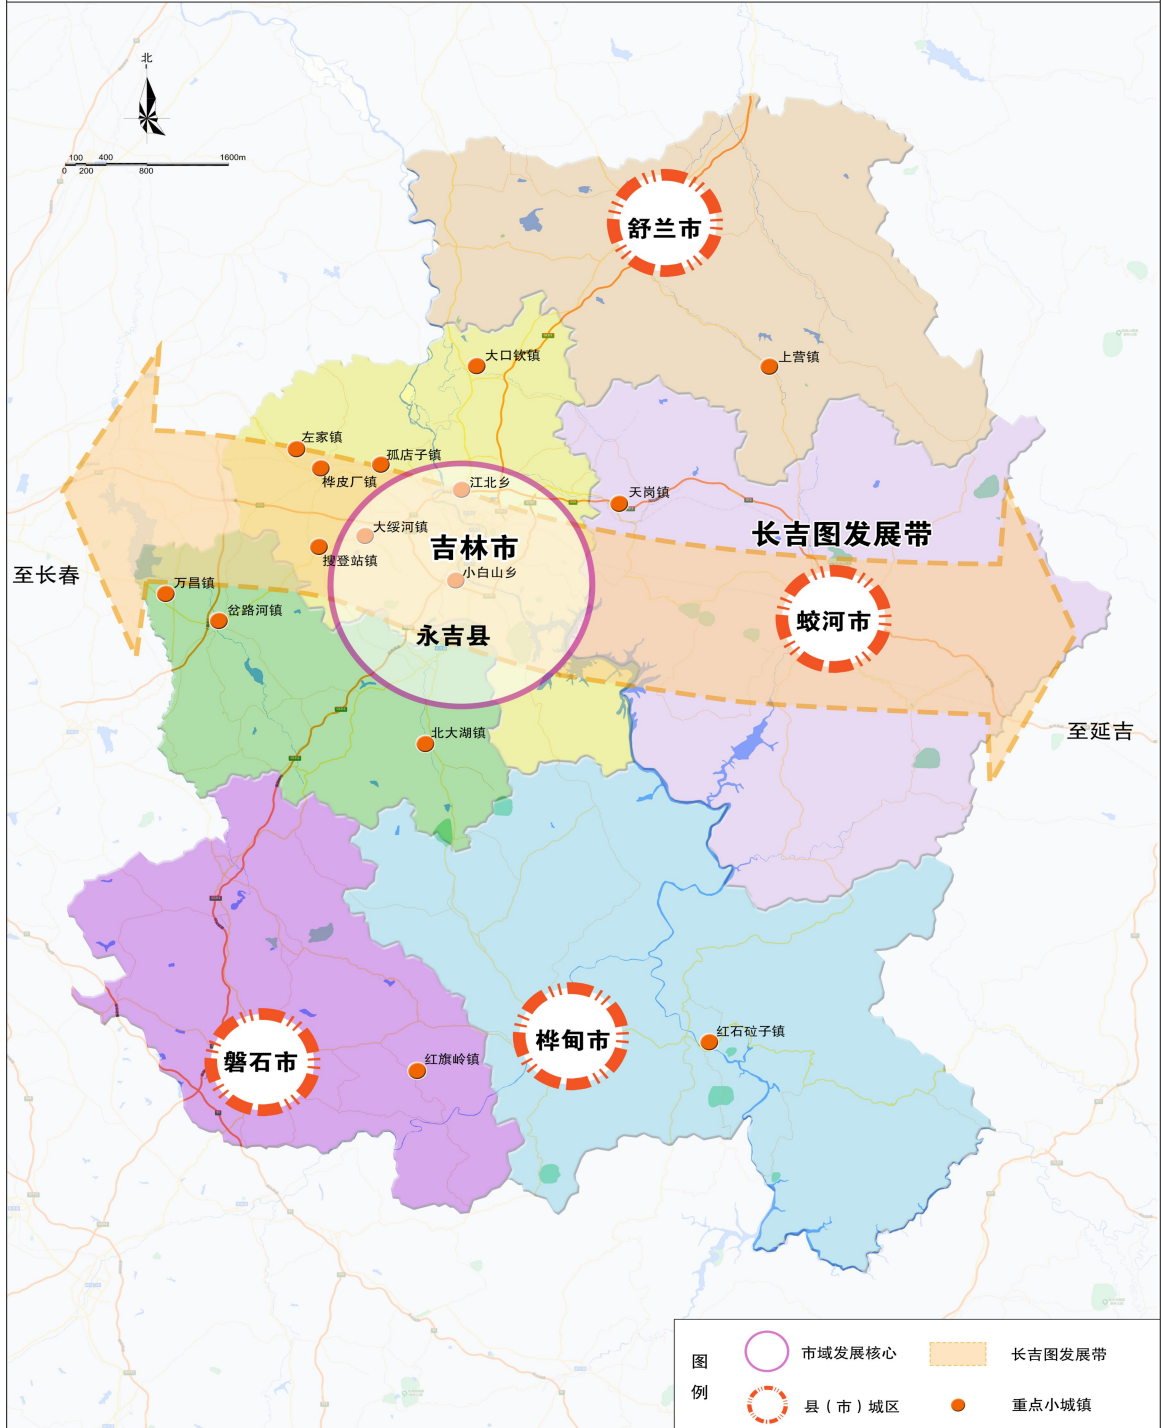 北
100 400 1600m
0 200 800
舒兰市
大口钦镇
上营镇
左家镇
孤店子镇
桦皮厂镇
江北乡
天岗镇
大绥河镇
长吉图发展带
吉林市
搜登站镇
小白山乡
至长春
万昌镇
岔路河镇
蛟河市
永吉县
至延吉
北大湖镇
红石砬子镇
桦甸市
磐石市
红旗岭镇
图例
市域发展核心
长吉图发展带
县（市）城区
重点小城镇